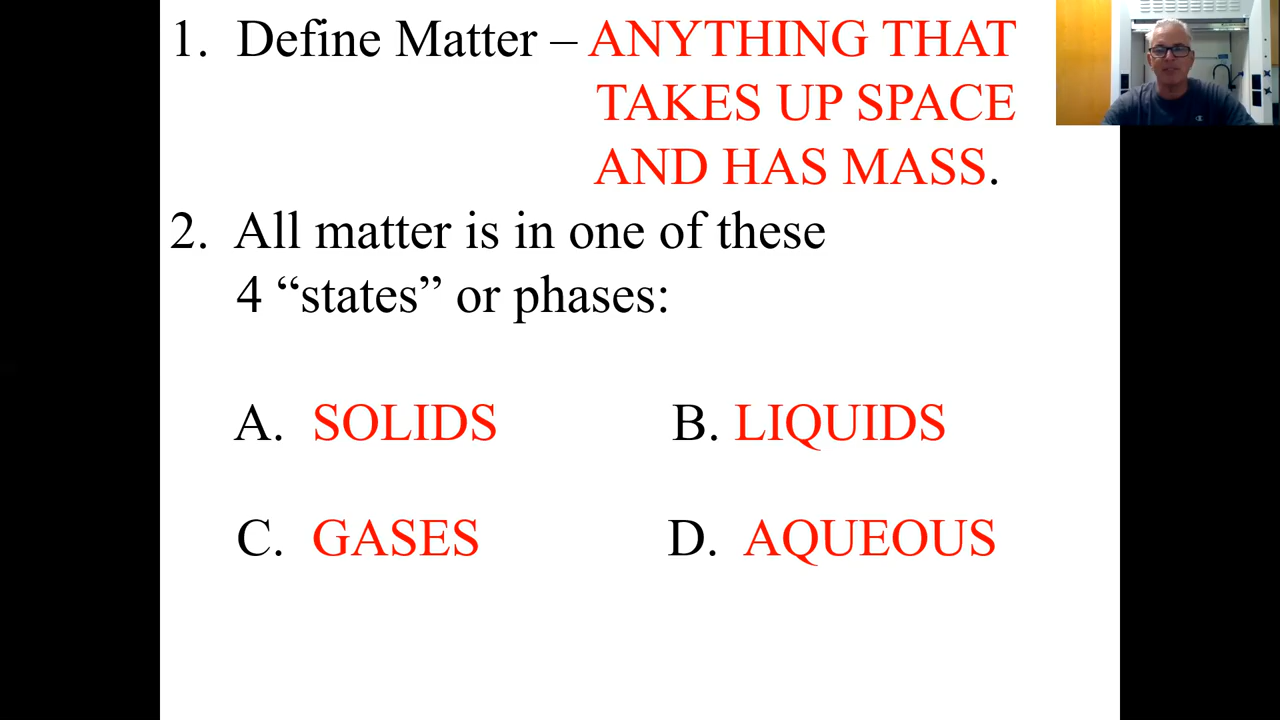 1. Define Matter – ANYTHING THAT
TAKES UP SPACE
AND HAS MASS.
2. All matter is in one of these
4 “states” or phases:
A. SOLIDS B. LIQUIDS
C. GASES D. AQUEOUS